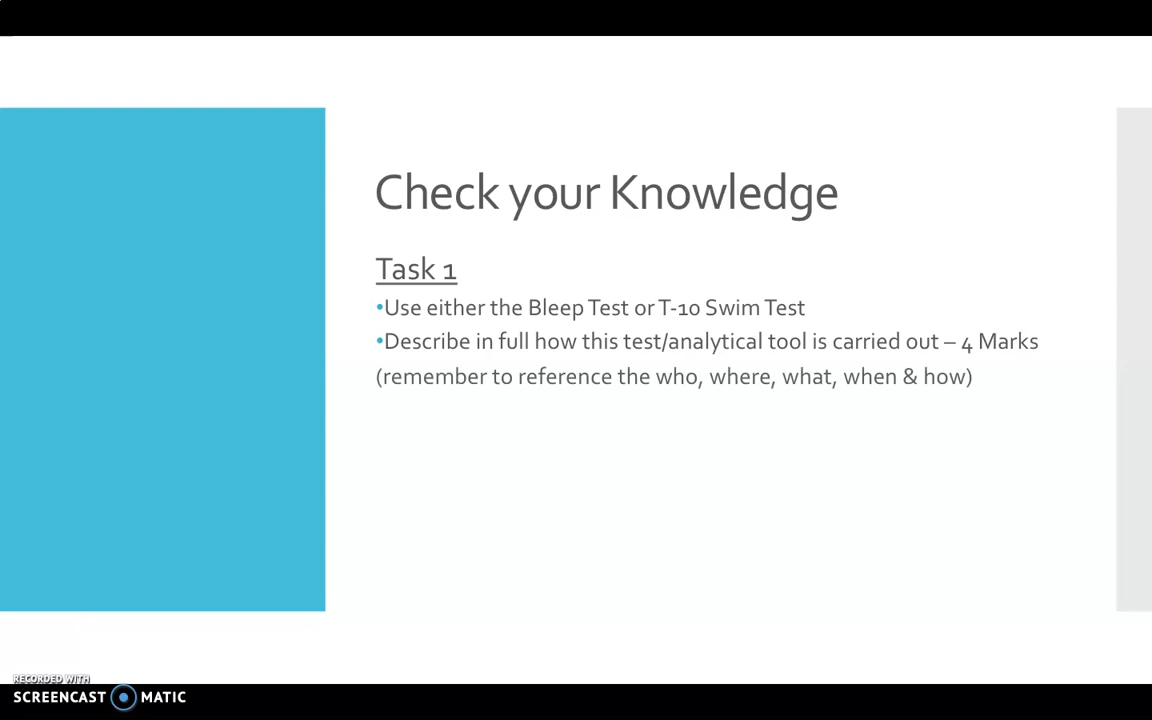 Check your Knowledge
Task 1
•Use either the Bleep Test or T-10 Swim Test
•Describe in full how this test/analytical tool is carried out – 4 Marks
(remember to reference the who, where, what, when & how)
RECORDED WITH
SCREENCAST MATIC